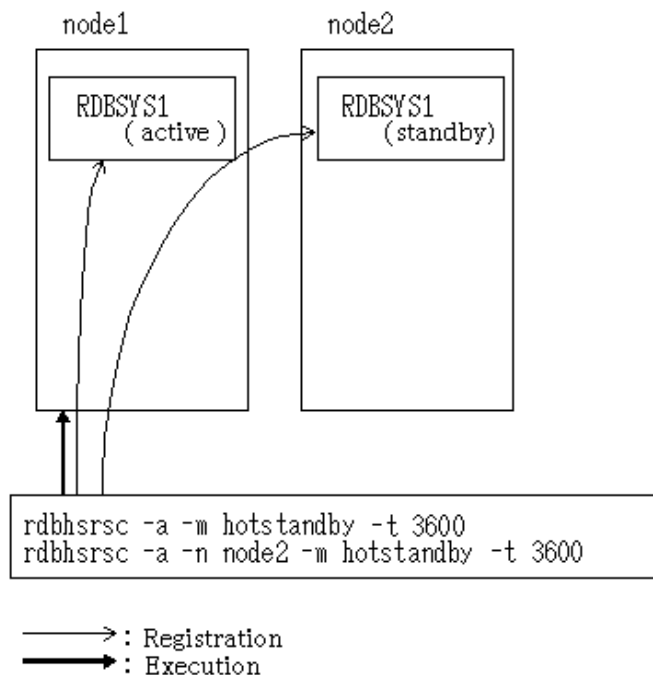 node1
node2
RDBSYS1
(active)
RDBSYS1
(standby)
rdbhsrsc -a -m hotstandby -t 3600
rdbhsrsc -a -n node2 -m hotstandby -t 3600
: Registration
: Execution